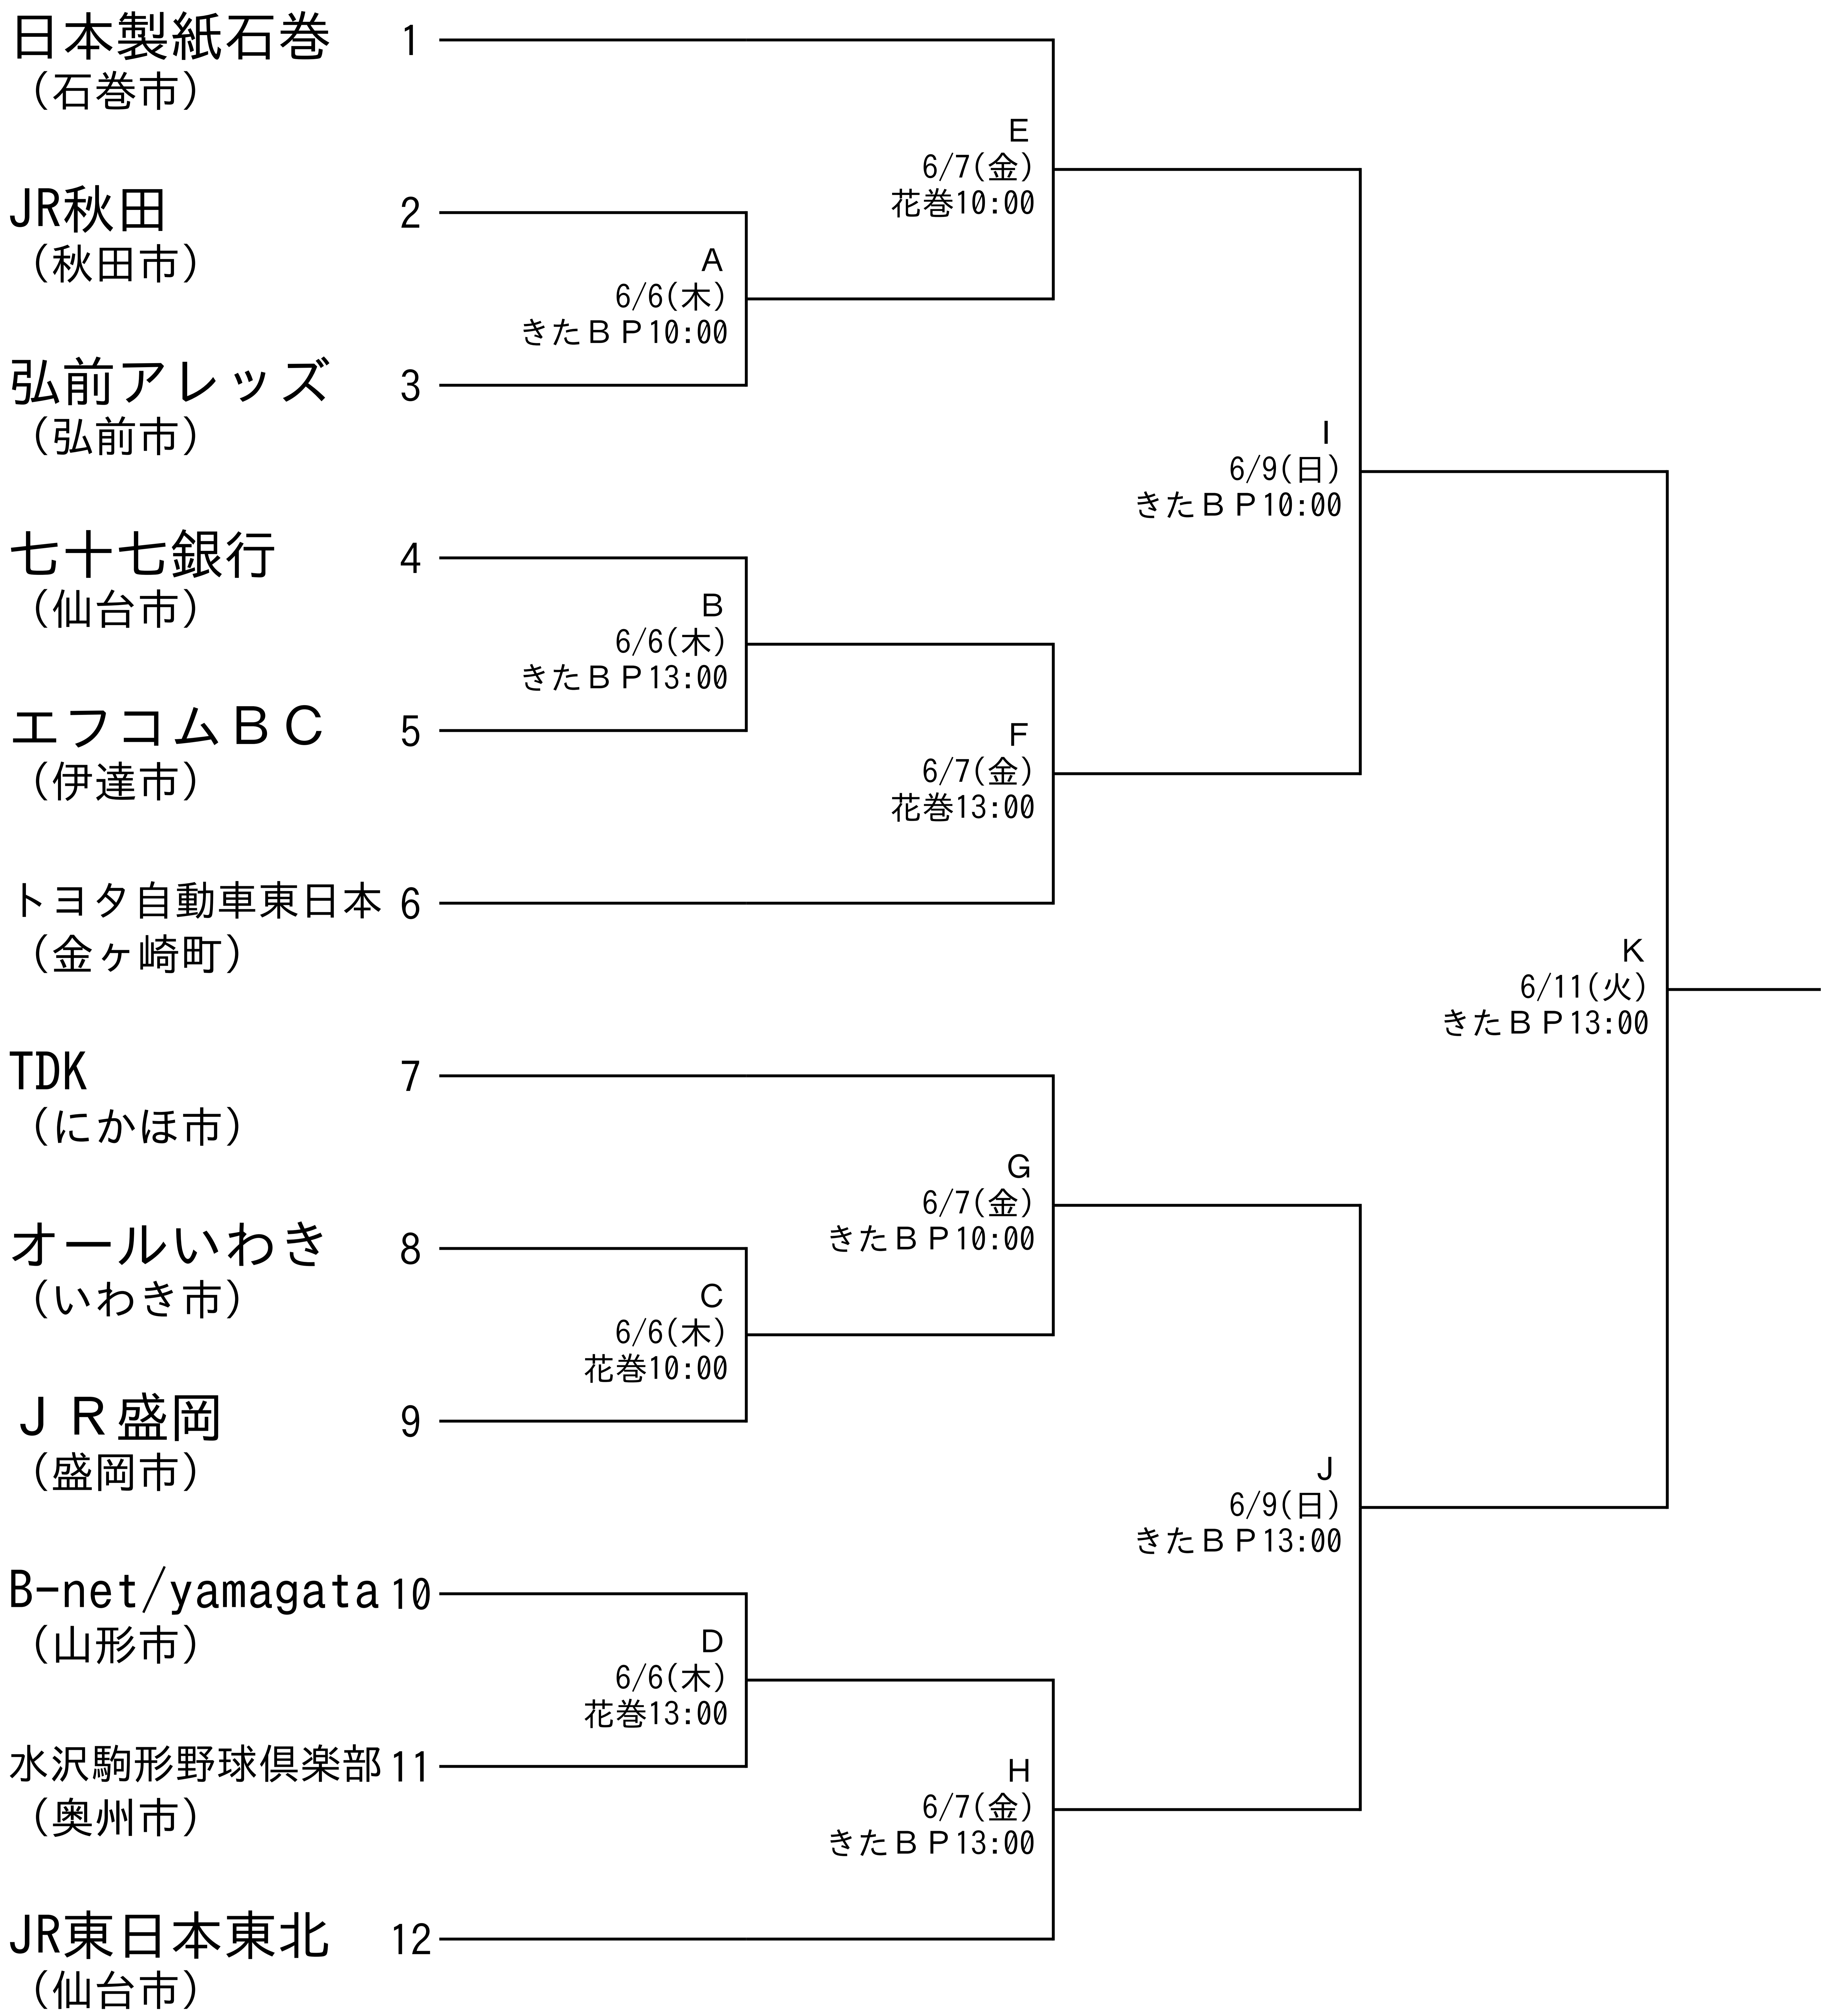 日本製紙石巻 1
（石巻市）
E
6/7(金)
花巻10:00
JR秋田 2
（秋田市）
A
6/6(木)
きたＢＰ10:00
弘前アレッズ 3
（弘前市）
I
6/9(日)
きたＢＰ10:00
七十七銀行 4
（仙台市）
B
6/6(木)
きたＢＰ13:00
エフコムＢＣ 5
（伊達市）
F
6/7(金)
花巻13:00
トヨタ自動車東日本 6
（金ヶ崎町）
K
6/11(火)
きたＢＰ13:00
TDK 7
（にかほ市）
G
6/7(金)
きたＢＰ10:00
オールいわき 8
（いわき市）
C
6/6(木)
花巻10:00
ＪＲ盛岡 9
（盛岡市）
J
6/9(日)
きたＢＰ13:00
B-net/yamagata 10
（山形市）
D
6/6(木)
花巻13:00
水沢駒形野球倶楽部 11
（奥州市）
H
6/7(金)
きたＢＰ13:00
JR東日本東北 12
（仙台市）